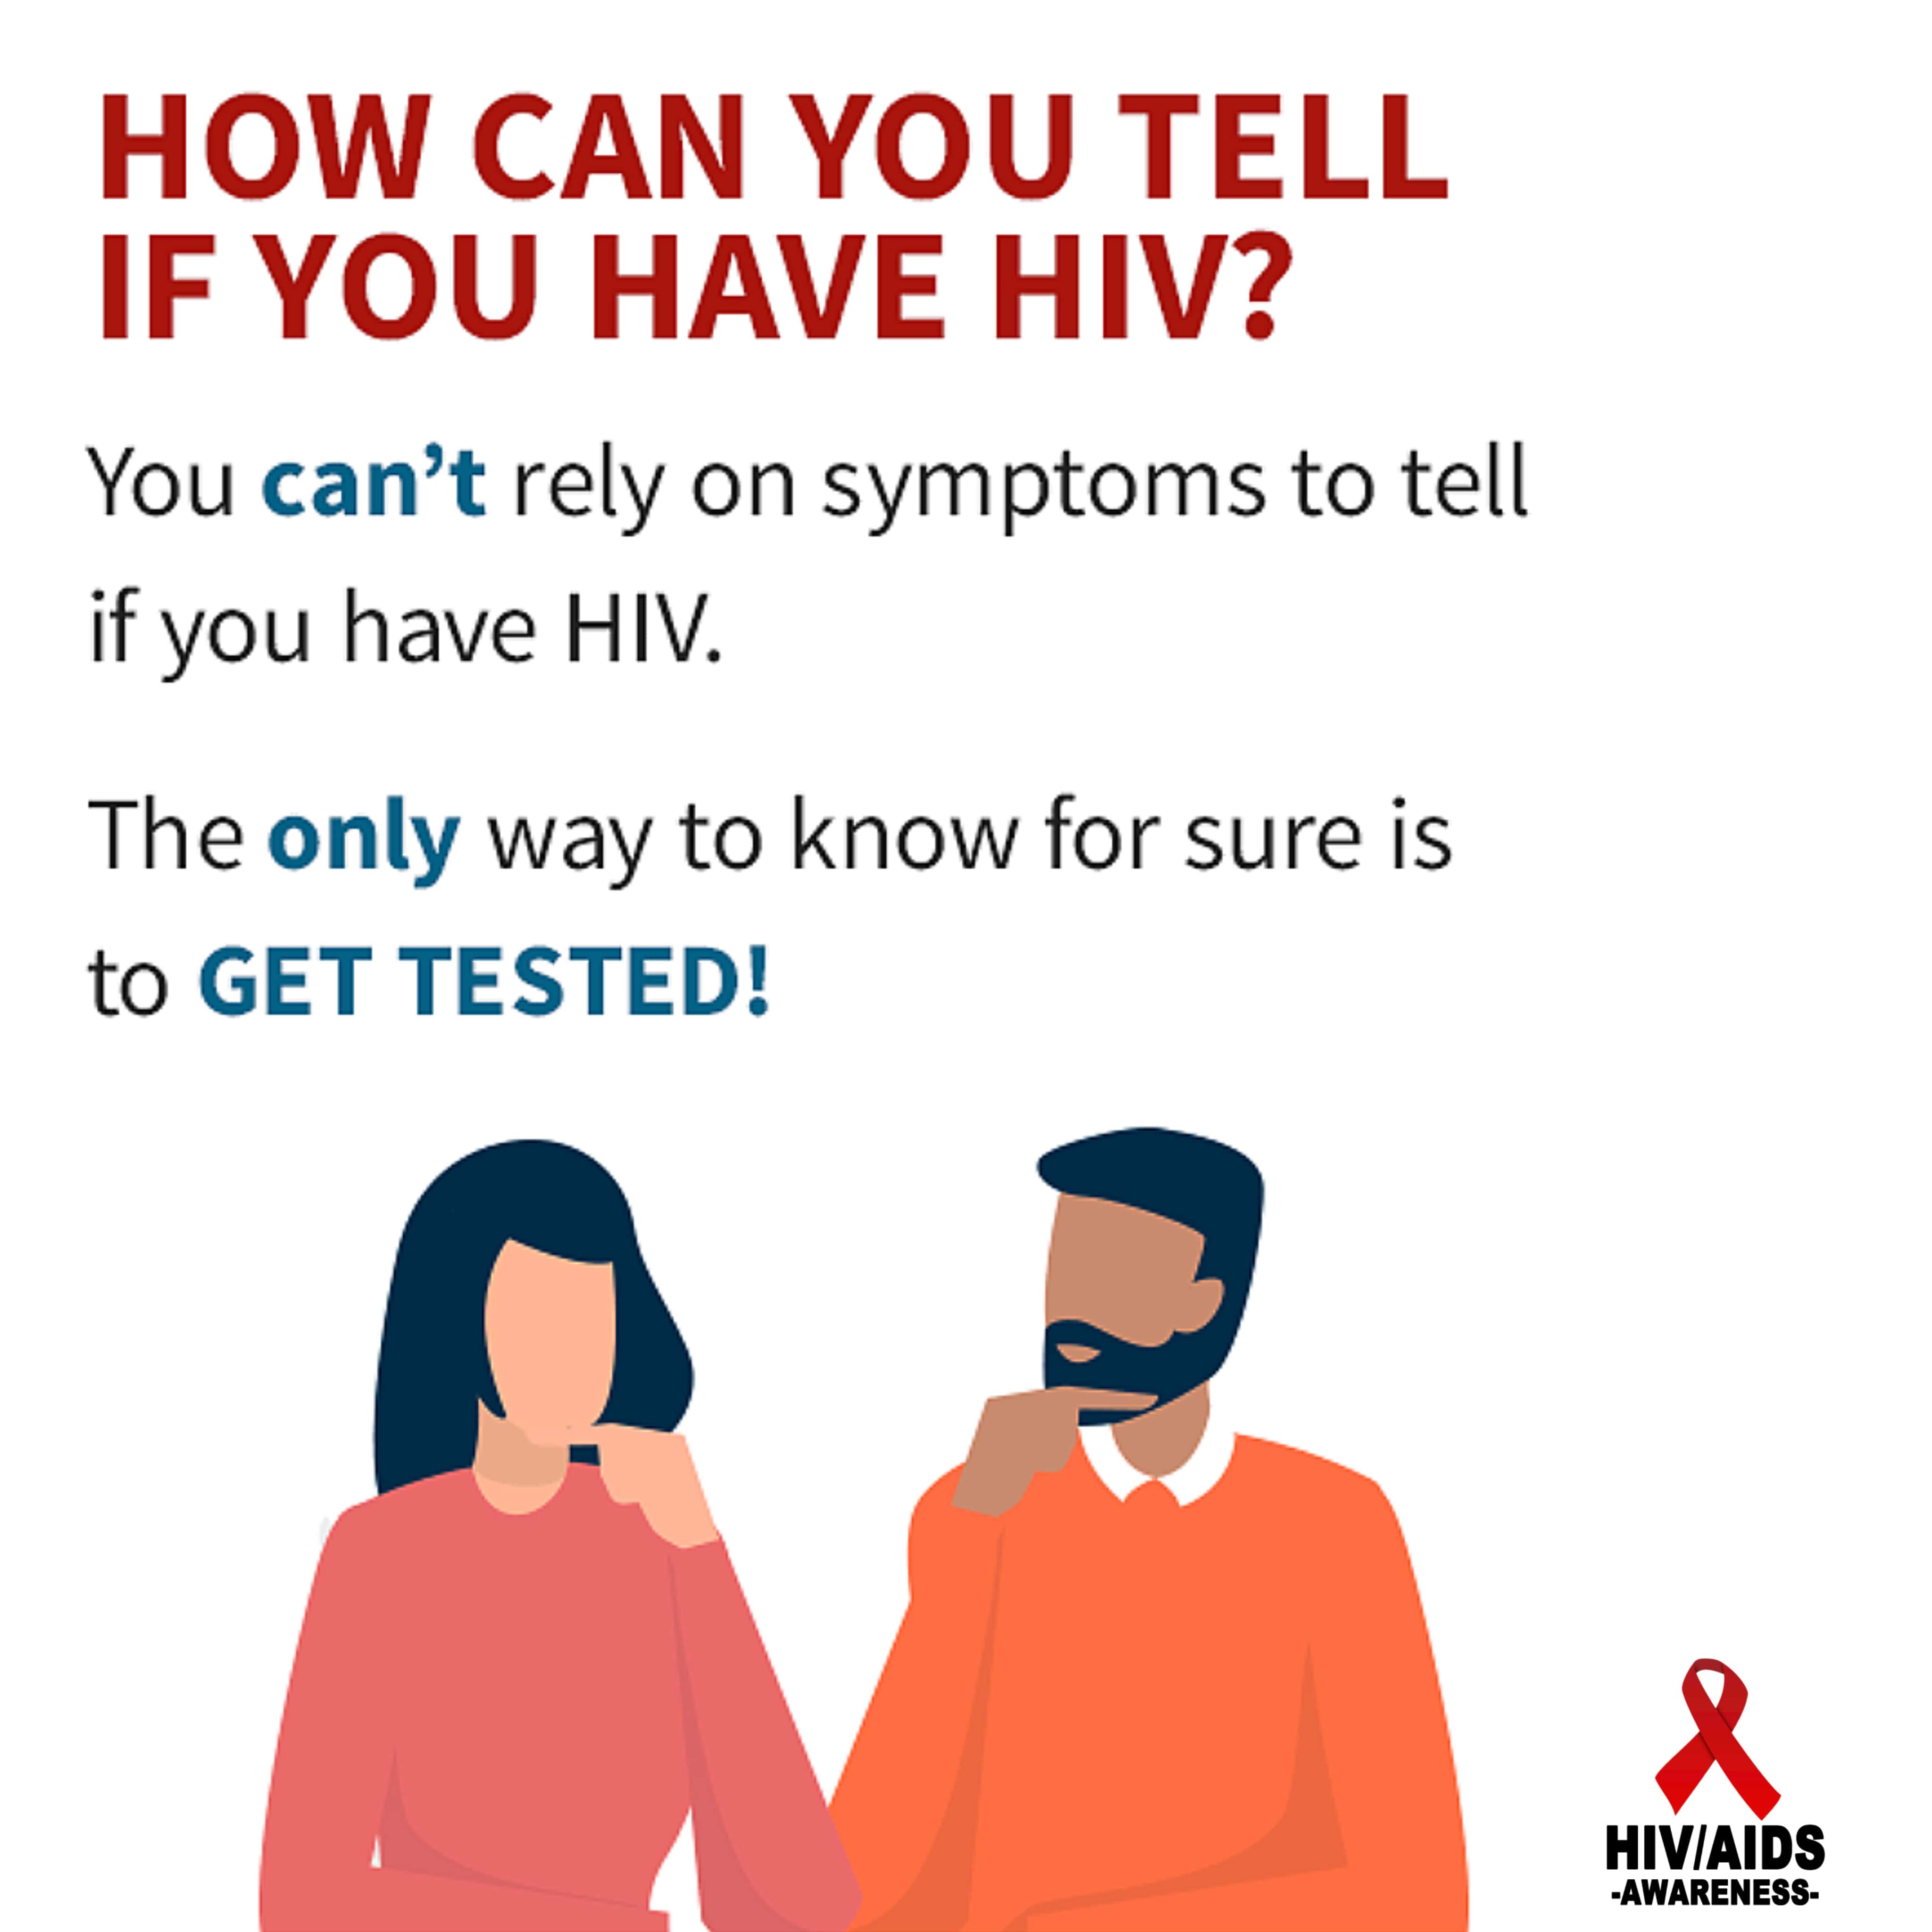 HOW CAN YOU TELL
IF YOU HAVE HIV?
You can’t rely on symptoms to tell
if you have HIV.
The only way to know for sure is
to GET TESTED!
HIV/AIDS
-AWARENESS-